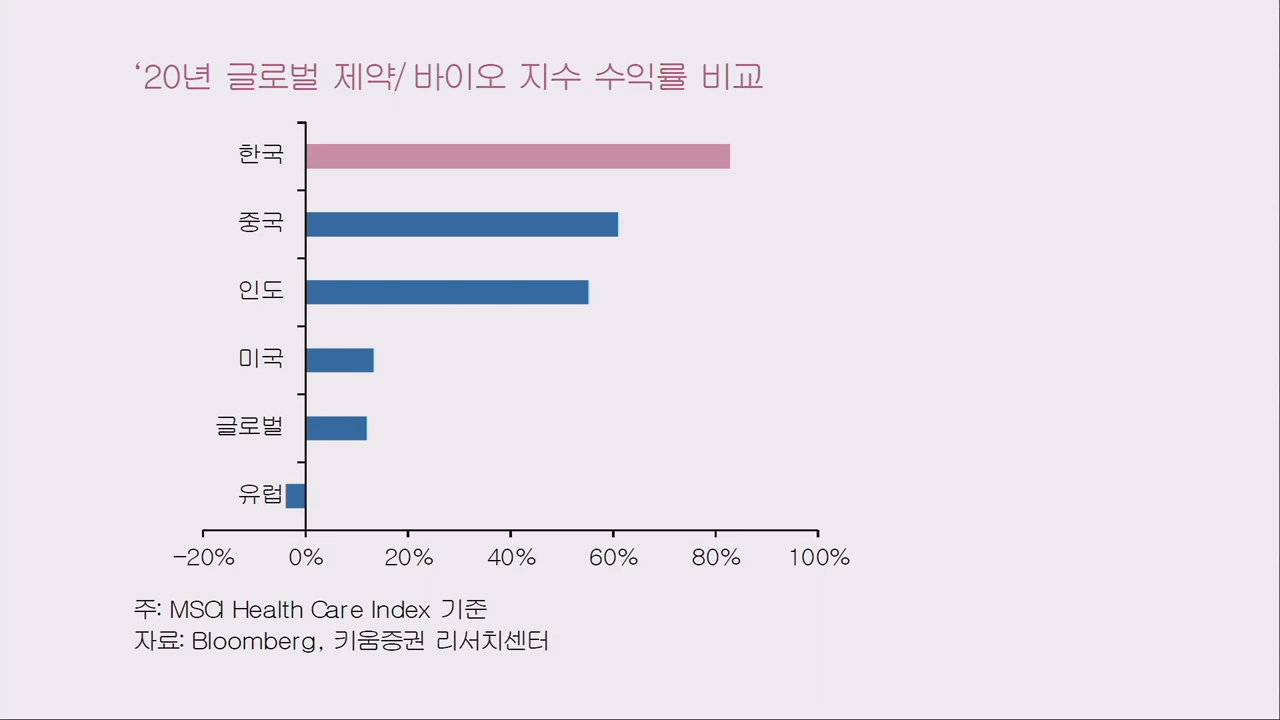 ‘20년 글로벌 제약/바이오 지수 수익률 비교
한국
중국
인도
미국
글로벌
유럽
-20% 0% 20% 40% 60% 80% 100%
주: MSCI Health Care Index 기준
자료: Bloomberg, 키움증권 리서치센터